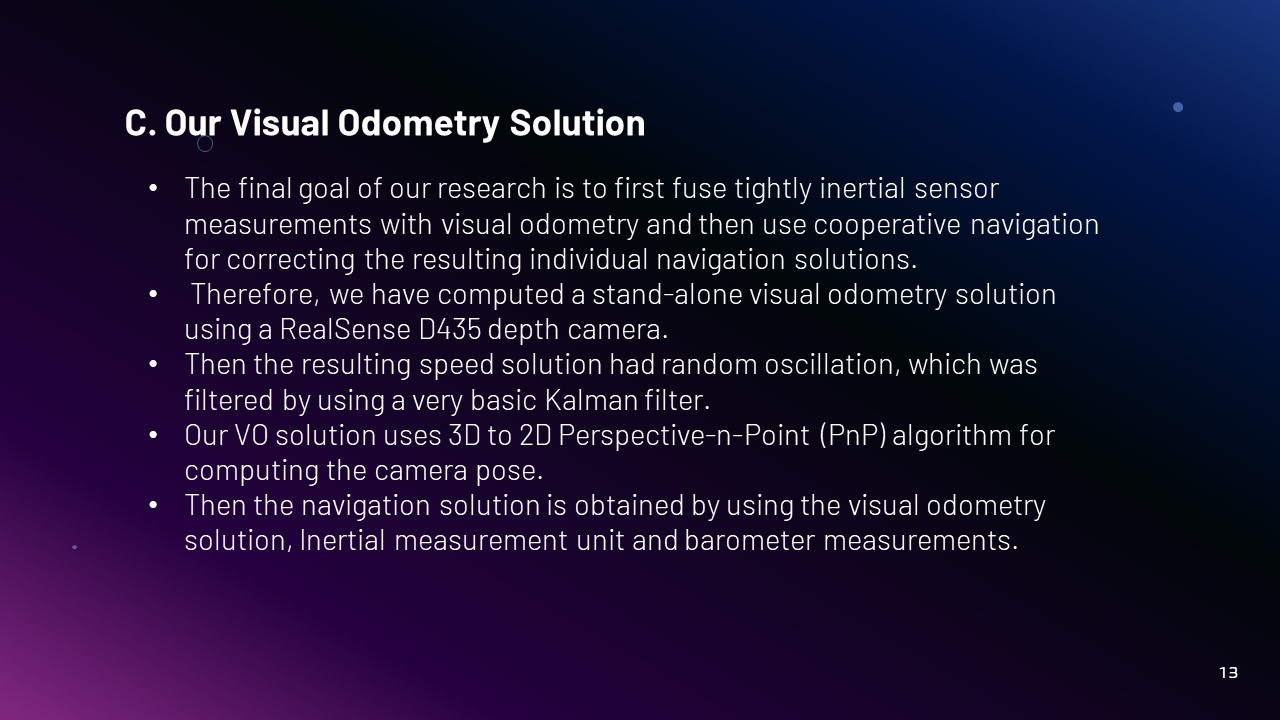 C. Our Visual Odometry Solution
• The final goal of our research is to first fuse tightly inertial sensor
measurements with visual odometry and then use cooperative navigation
for correcting the resulting individual navigation solutions.
• Therefore, we have computed a stand-alone visual odometry solution
using a RealSense D435 depth camera.
• Then the resulting speed solution had random oscillation, which was
filtered by using a very basic Kalman filter.
• Our VO solution uses 3D to 2D Perspective-n-Point (PnP) algorithm for
computing the camera pose.
• Then the navigation solution is obtained by using the visual odometry
solution, Inertial measurement unit and barometer measurements.
13